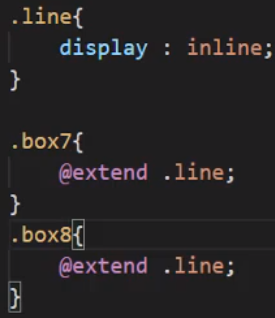 .line{
    display : inline;
}

.box7{
    @extend .line;
}
.box8{
    @extend .line;
}